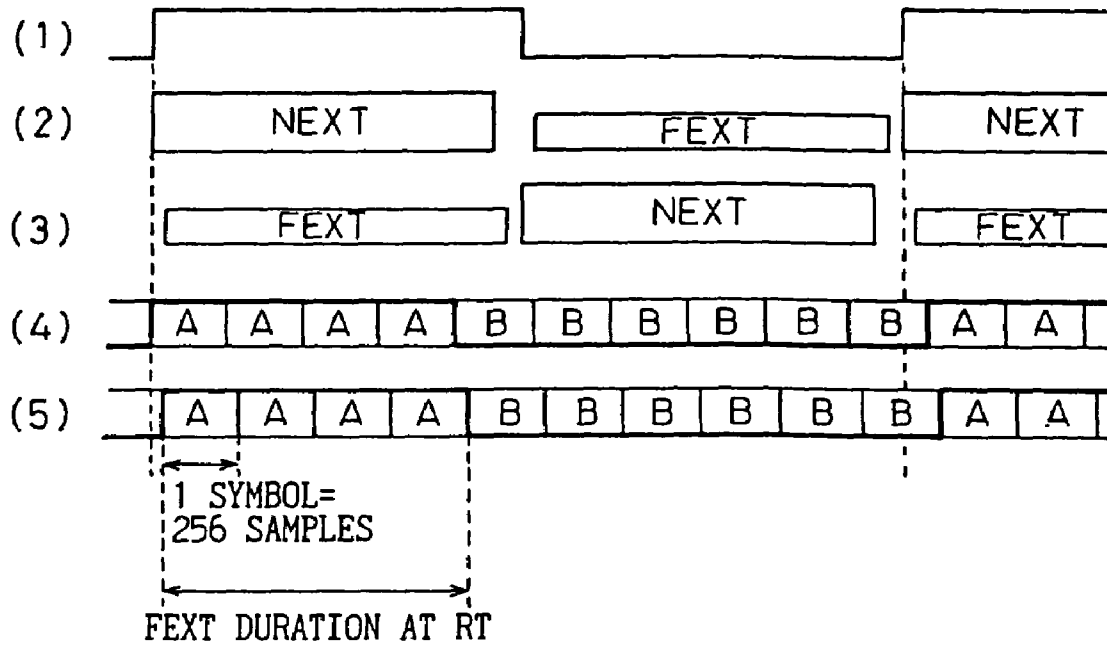 (1)
(2) NEXT FEXT NEXT
(3) FEXT NEXT FEXT
(4) A A A A B B B B B B A A
(5) A A A A B B B B B B A A
1 SYMBOL=
256 SAMPLES
FEXT DURATION AT RT